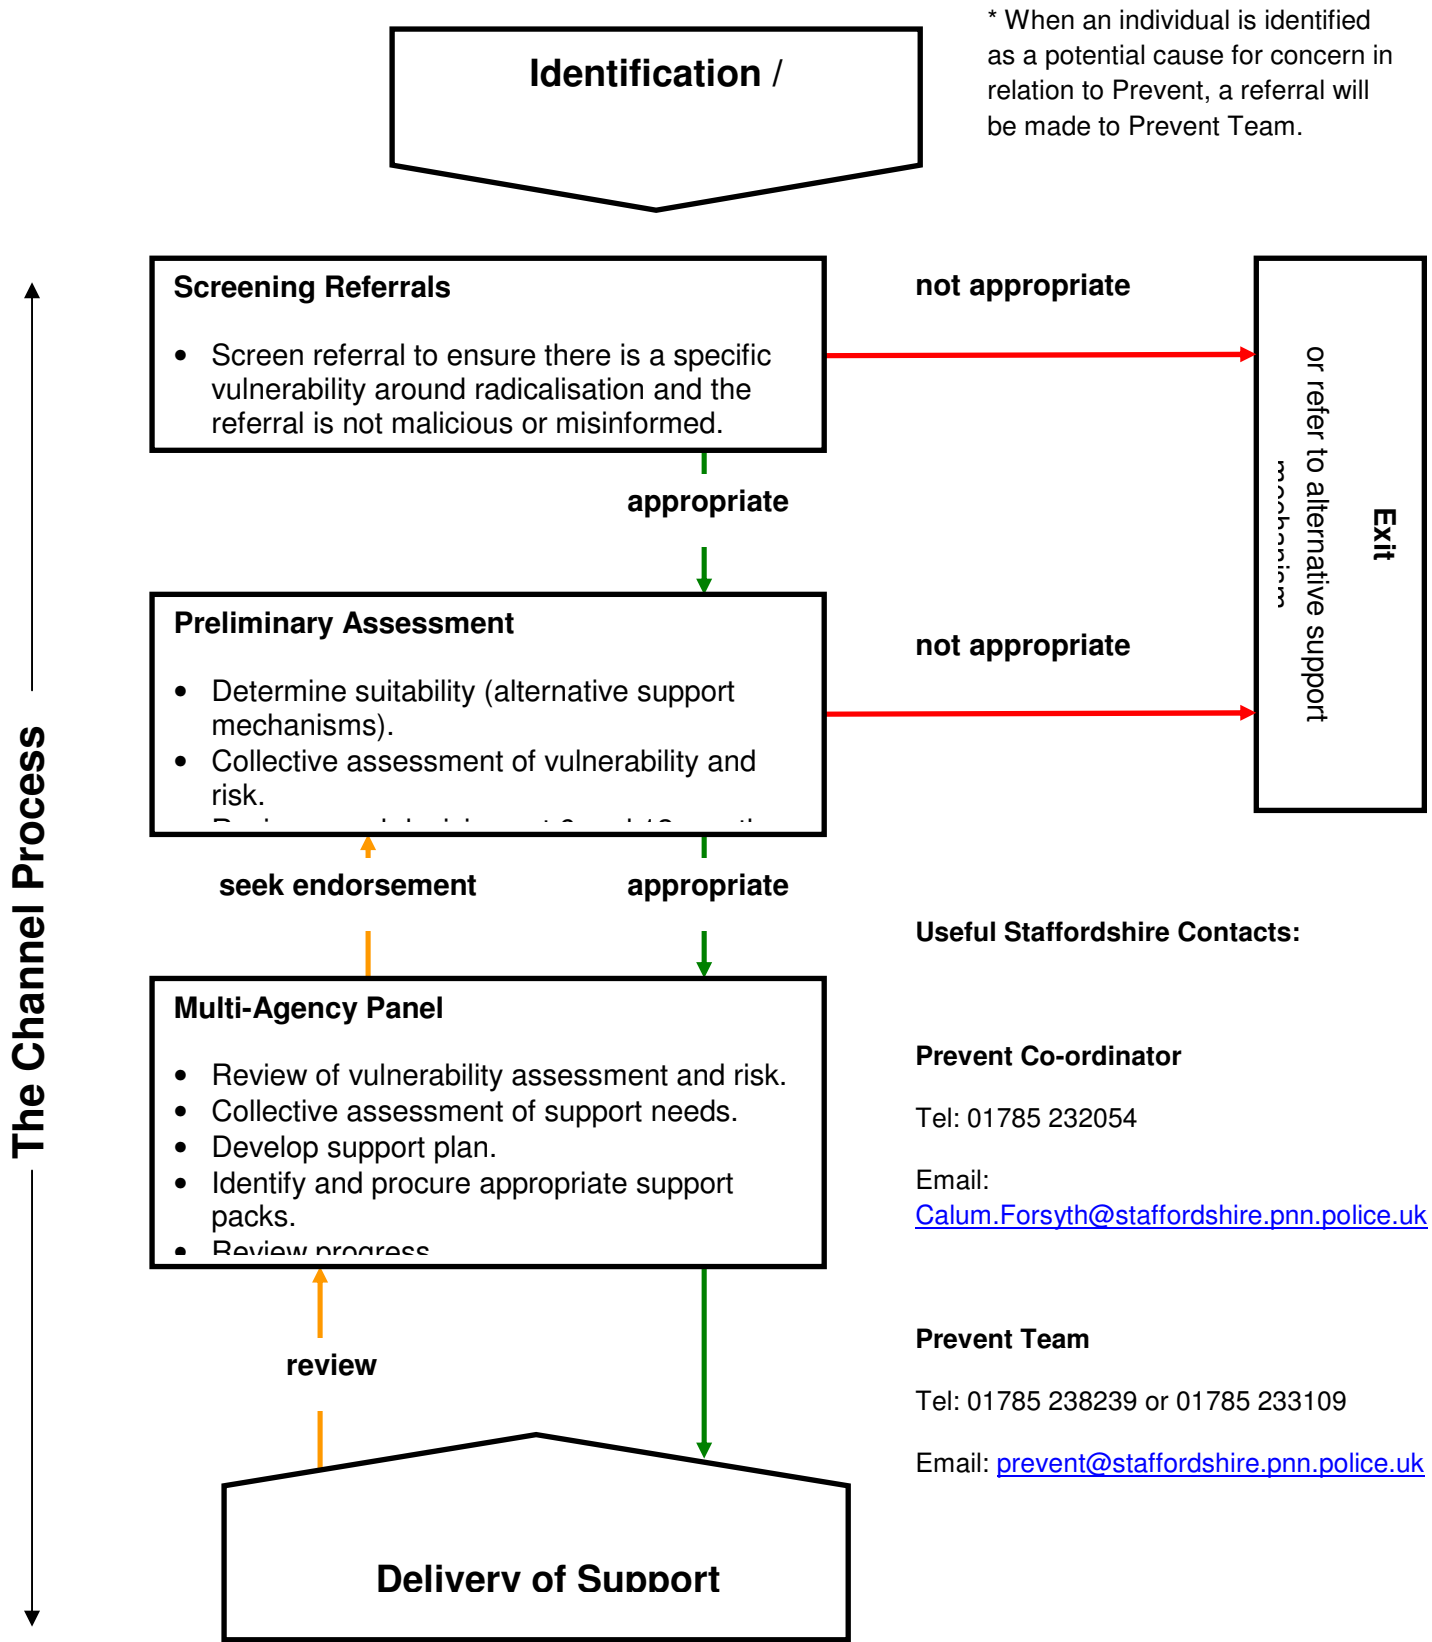 * When an individual is identified
as a potential cause for concern in
relation to Prevent, a referral will
be made to Prevent Team.
Identification /
The Channel Process
Screening Referrals
• Screen referral to ensure there is a specific
vulnerability around radicalisation and the
referral is not malicious or misinformed.
not appropriate
appropriate
Exit
or refer to alternative support
mechanism
Preliminary Assessment
• Determine suitability (alternative support
mechanisms).
• Collective assessment of vulnerability and
risk.
not appropriate
seek endorsement
appropriate
Multi-Agency Panel
• Review of vulnerability assessment and risk.
• Collective assessment of support needs.
• Develop support plan.
• Identify and procure appropriate support
packs.
• Review progress
review
Delivery of Support
Useful Staffordshire Contacts:
Prevent Co-ordinator
Tel: 01785 232054
Email:
Calum.Forsyth@staffordshire.pnn.police.uk
Prevent Team
Tel: 01785 238239 or 01785 233109
Email: prevent@staffordshire.pnn.police.uk